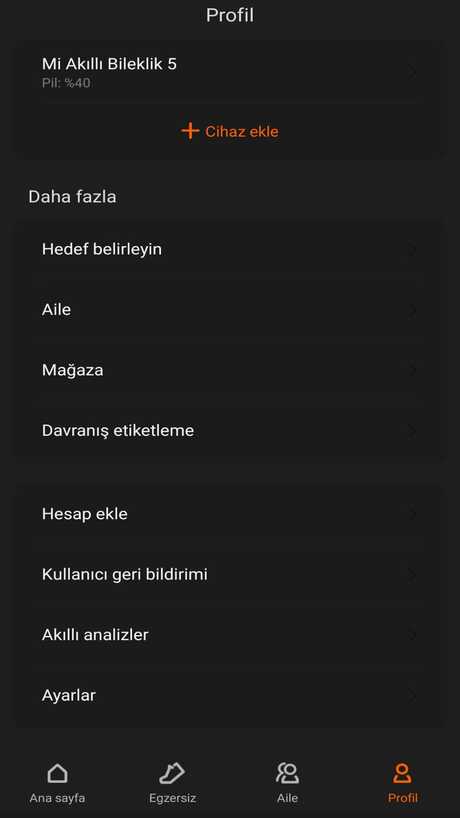 Profil
Mi Akıllı Bileklik 5
Pil: %40
+ Cihaz ekle
Daha fazla
Hedef belirleyin
Aile
Mağaza
Davranış etiketleme
Hesap ekle
Kullanıcı geri bildirimi
Akıllı analizler
Ayarlar
Ana sayfa
Egzersiz
Aile
Profil